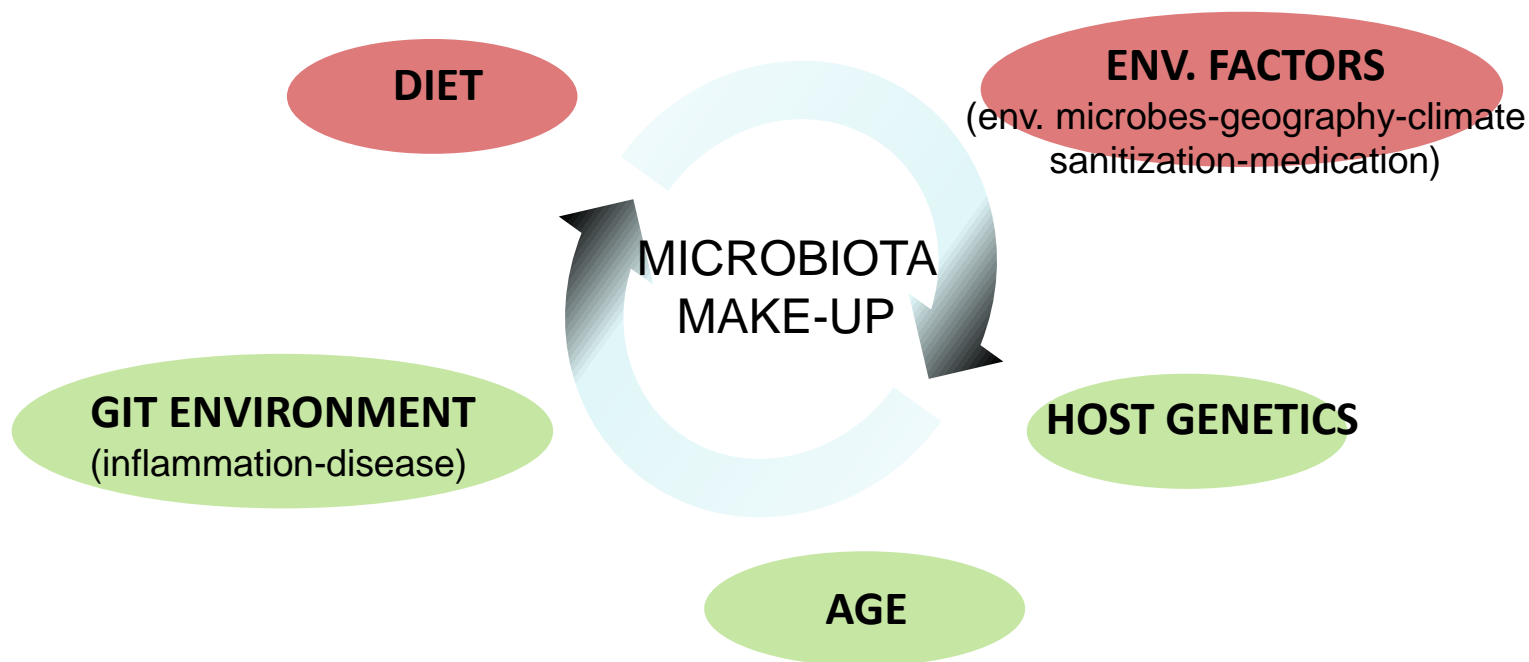 DIET
ENV. FACTORS
(env. microbes-geography-climate
sanitization-medication)
MICROBIOTA
MAKE-UP
GIT ENVIRONMENT
(inflammation-disease)
HOST GENETICS
AGE